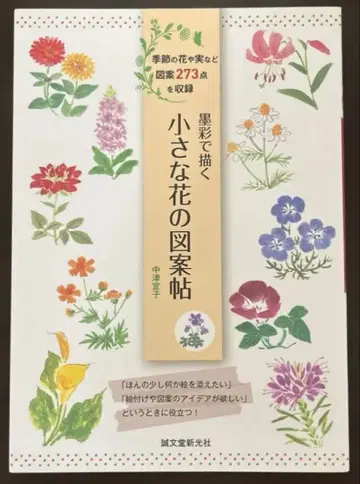 季節の花や実など
図案273点
を収録
墨彩で描く
小さな花の図案帖
中津宜子
「ほんの少し何か絵を添えたい」
「絵付けや図案のアイデアが欲しい」
というときに役立つ!
誠文堂新光社